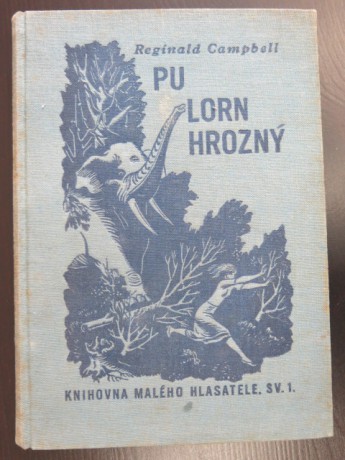 Reginald Campbell
PU
LORN
HROZNÝ
KNIHOVNA MALÉHO HLASATELE, SV. 1.